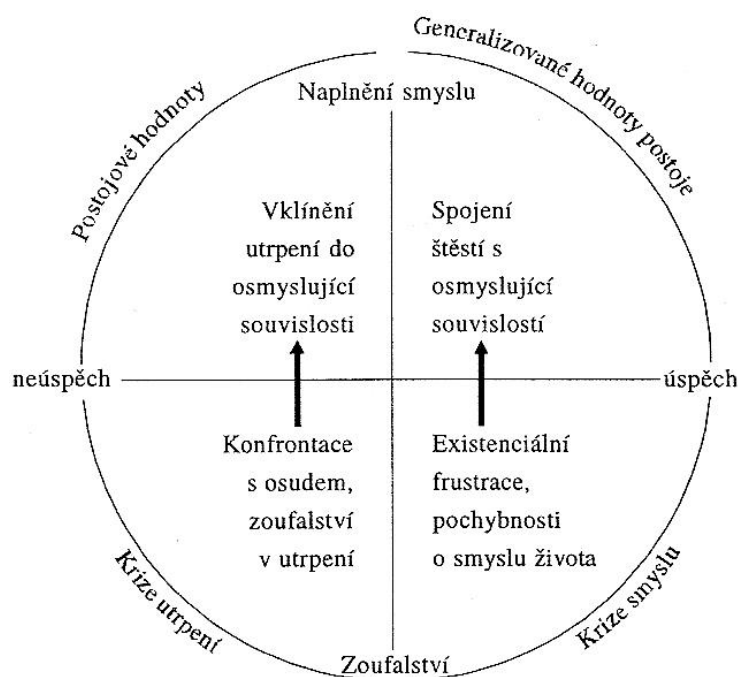 Generalizované hodnoty postoje
Postojové hodnoty
Naplnění smyslu
Vklínění
utrpení do
osmyslující
souvislosti
Spojení
štěstí s
osmyslující
souvislostí
neúspěch
úspěch
Konfrontace
s osudem,
zoufalství
v utrpení
Existenciální
frustrace,
pochybnosti
o smyslu života
Krize utrpení
Krize smyslu
Zoufalství